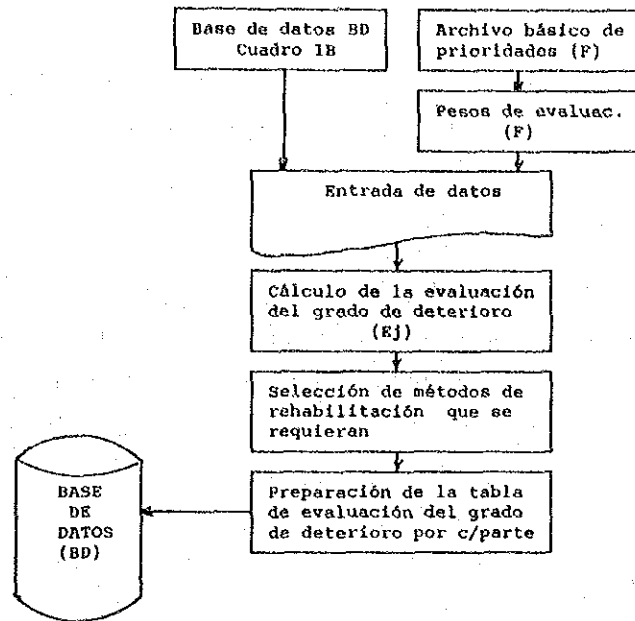 Base de datos BD
Cuadro 1B
Archivo básico de
prioridades (F)
Pesos de evaluac.
(F)
Entrada de datos
Cálculo de la evaluación
del grado de deterioro
(Ej)
Selección de métodos de
rehabilitación que se
requieran
Preparación de la tabla
de evaluación del grado
de deterioro por c/parte
BASE
DE
DATOS
(BD)